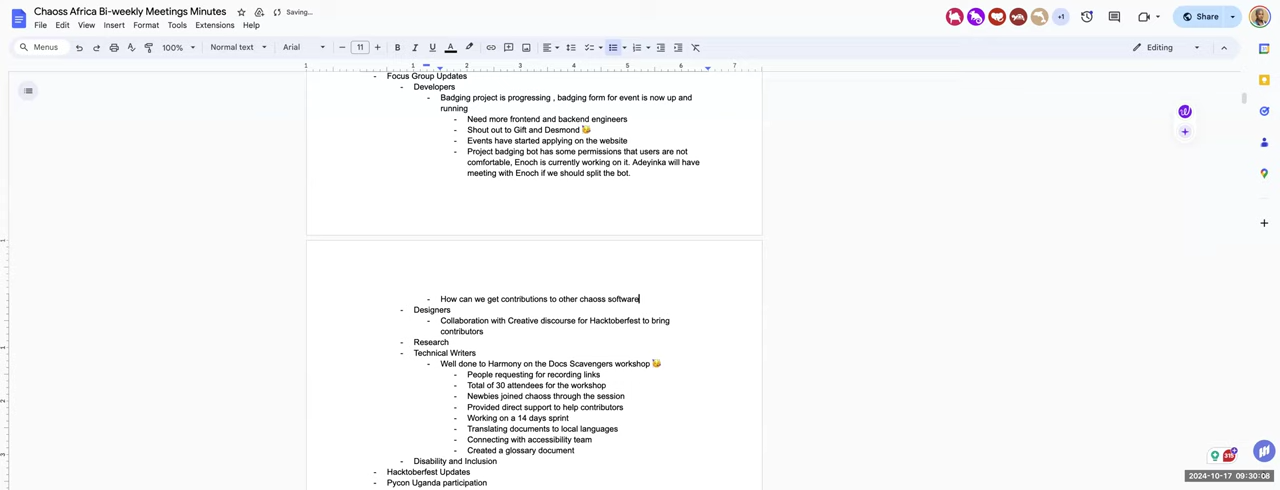 Chaoss Africa Bi-weekly Meetings Minutes
Saving...
File Edit View Insert Format Tools Extensions Help
+1
Share
Menus
100%
Normal text
Arial
11
B I U A
Editing
1 1 2 3 4 5 6 7
- Focus Group Updates
- Developers
- Badging project is progressing , badging form for event is now up and
running
- Need more frontend and backend engineers
- Shout out to Gift and Desmond
- Events have started applying on the website
- Project badging bot has some permissions that users are not
comfortable, Enoch is currently working on it. Adeyinka will have
meeting with Enoch if we should split the bot.
- How can we get contributions to other chaoss software
- Designers
- Collaboration with Creative discourse for Hacktoberfest to bring
contributors
- Research
- Technical Writers
- Well done to Harmony on the Docs Scavengers workshop
- People requesting for recording links
- Total of 30 attendees for the workshop
- Newbies joined chaoss through the session
- Provided direct support to help contributors
- Working on a 14 days sprint
- Translating documents to local languages
- Connecting with accessibility team
- Created a glossary document
- Disability and Inclusion
- Hacktoberfest Updates
- Pycon Uganda participation
2024-10-17 09:30:08